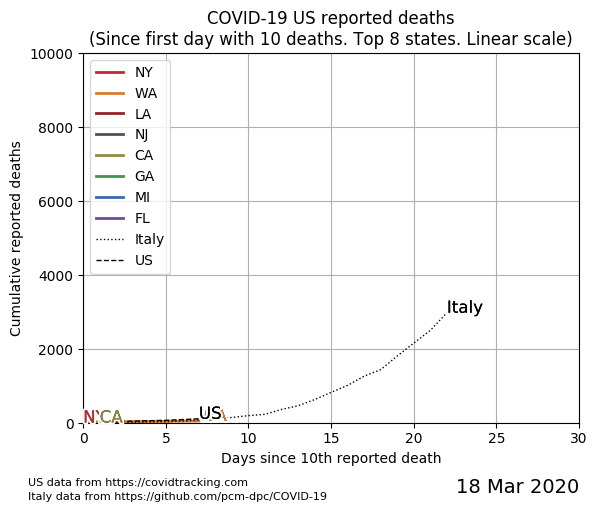 COVID-19 US reported deaths
(Since first day with 10 deaths. Top 8 states. Linear scale)
10000
8000
6000
4000
2000
0
Cumulative reported deaths
NY
WA
LA
NJ
CA
GA
MI
FL
Italy
US
Italy
US
CA
0 5 10 15 20 25 30
Days since 10th reported death
US data from https://covidtracking.com
Italy data from https://github.com/pcm-dpc/COVID-19
18 Mar 2020